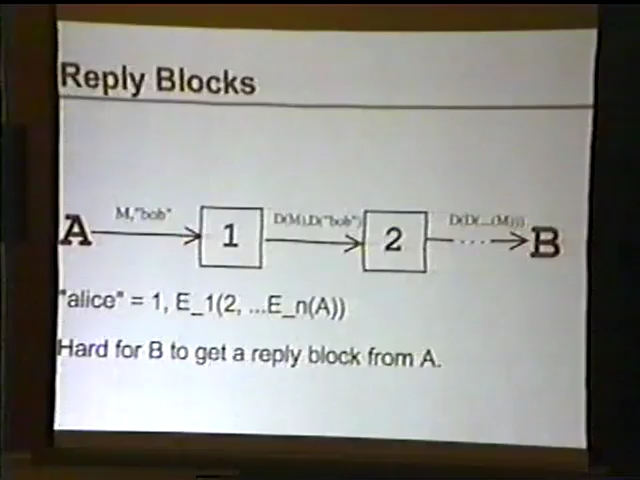 Reply Blocks
M,"bob"
D(M),D("bob")
D(D(...(M)))
A
1
2
B
"alice" = 1, E_1(2, ...E_n(A))
Hard for B to get a reply block from A.